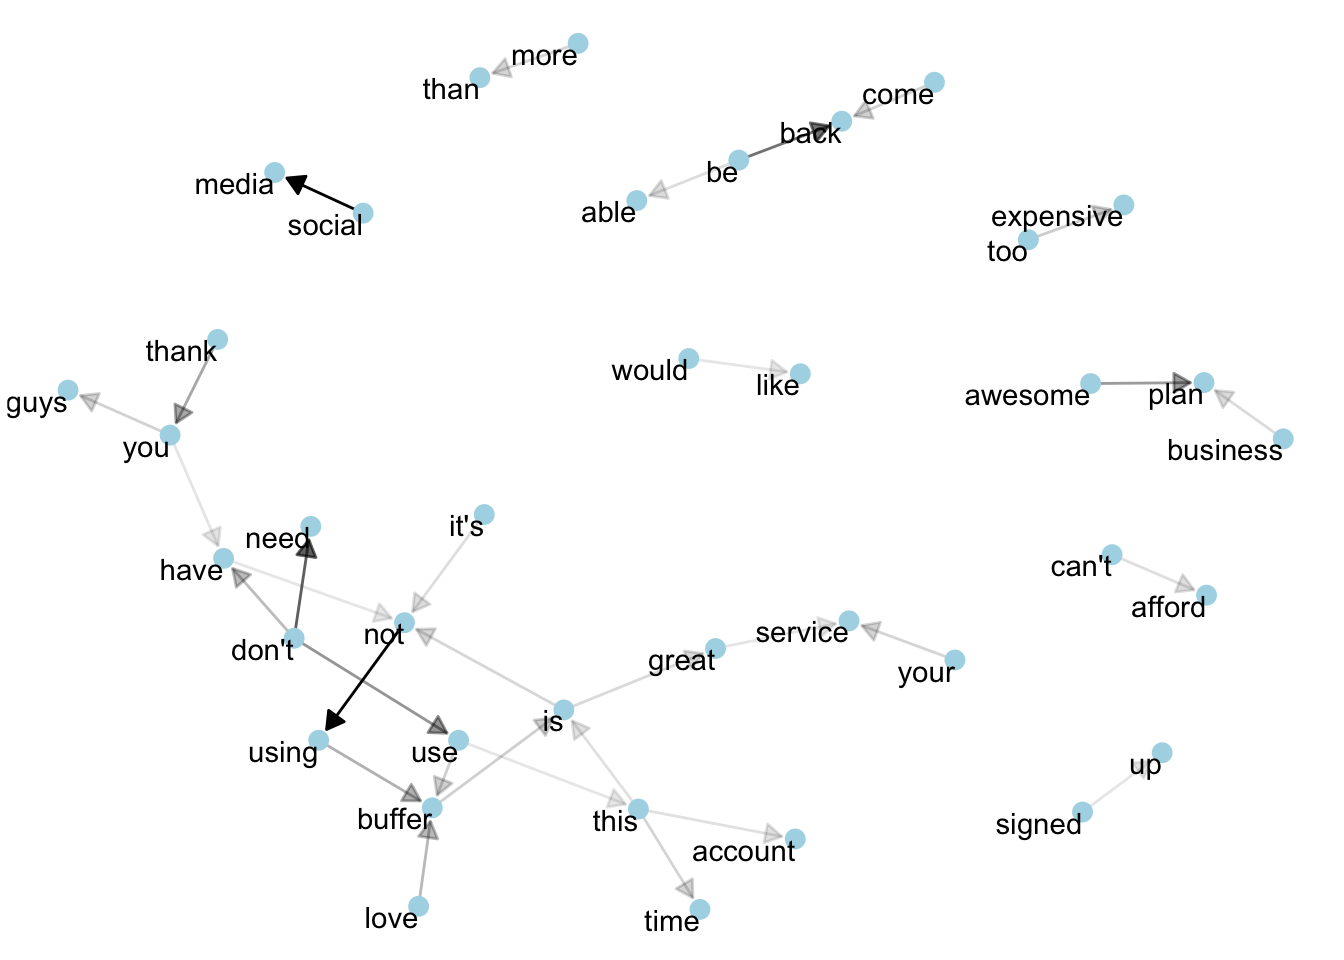 more
than
come
back
be
able
media
social
expensive
too
thank
guys
you
would
like
awesome
plan
business
need
it's
have
not
don't
can't
afford
service
great
your
is
using
use
buffer
this
account
love
time
up
signed